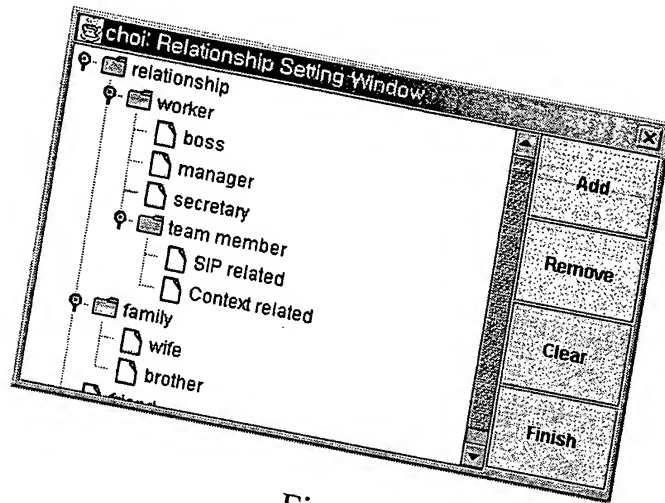 choi: Relationship Setting Window
relationship
worker
boss
manager
secretary
team member
SIP related
Context related
family
wife
brother
friend
Add
Remove
Clear
Finish